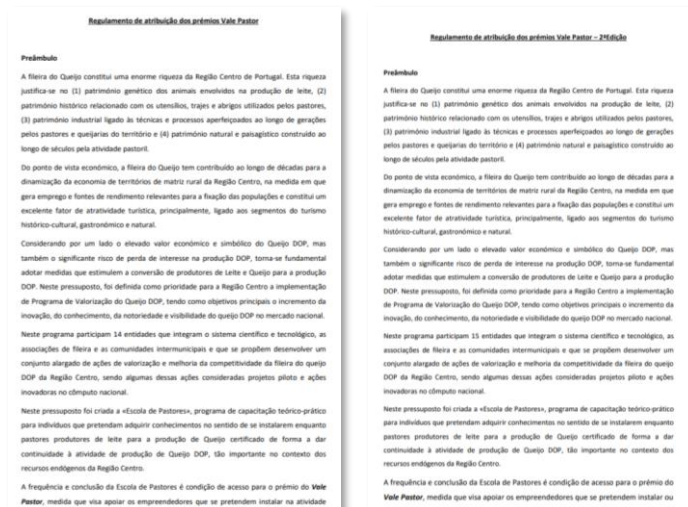 Regulamento de atribuição dos prémios Vale Pastor
Preâmbulo
A fileira do Queijo constitui uma enorme riqueza da Região Centro de Portugal. Esta riqueza
justifica-se no (1) património genético dos animais envolvidos na produção de leite, (2)
património histórico relacionado com os utensílios, trajes e abrigos utilizados pelos pastores,
(3) património industrial ligado às técnicas e processos aperfeiçoados ao longo de gerações
pelos pastores e queijarias do território e (4) património natural e paisagístico construído ao
longo de séculos pela atividade pastoril.
Do ponto de vista económico, a fileira do Queijo tem contribuído ao longo de décadas para a
dinamização da economia de territórios de matriz rural da Região Centro, na medida em que
gera emprego e fontes de rendimento relevantes para a fixação das populações e constitui um
excelente fator de atratividade turística, principalmente, ligado aos segmentos do turismo
histórico-cultural, gastronómico e natural.
Considerando por um lado o elevado valor económico e simbólico do Queijo DOP, mas
também o significante risco de perda de interesse na produção DOP, torna-se fundamental
adotar medidas que estimulem a conversão de produtores de Leite e Queijo para a produção
DOP. Neste pressuposto, foi definida como prioridade para a Região Centro a implementação
de Programa de Valorização do Queijo DOP, tendo como objetivos principais o incremento da
inovação, do conhecimento, da notoriedade e visibilidade do queijo DOP no mercado nacional.
Neste programa participam 14 entidades que integram o sistema científico e tecnológico, as
associações de fileira e as comunidades intermunicipais e que se propõem desenvolver um
conjunto alargado de ações de valorização e melhoria da competitividade da fileira do queijo
DOP da Região Centro, sendo algumas dessas ações consideradas projetos piloto e ações
inovadoras no cômputo nacional.
Neste pressuposto foi criada a «Escola de Pastores», programa de capacitação teórico-prático
para indivíduos que pretendam adquirir conhecimentos no sentido de se instalarem enquanto
pastores produtores de leite para a produção de Queijo certificado de forma a dar
continuidade à atividade de produção de Queijo DOP, tão importante no contexto dos
recursos endógenos da Região Centro.
A frequência e conclusão da Escola de Pastores é condição de acesso para o prémio do Vale
Pastor, medida que visa apoiar os empreendedores que se pretendem instalar na atividade
Regulamento de atribuição dos prémios Vale Pastor – 2ªEdição
Preâmbulo
A fileira do Queijo constitui uma enorme riqueza da Região Centro de Portugal. Esta riqueza
justifica-se no (1) património genético dos animais envolvidos na produção de leite, (2)
património histórico relacionado com os utensílios, trajes e abrigos utilizados pelos pastores,
(3) património industrial ligado às técnicas e processos aperfeiçoados ao longo de gerações
pelos pastores e queijarias do território e (4) património natural e paisagístico construído ao
longo de séculos pela atividade pastoril.
Do ponto de vista económico, a fileira do Queijo tem contribuído ao longo de décadas para a
dinamização da economia de territórios de matriz rural da Região Centro, na medida em que
gera emprego e fontes de rendimento relevantes para a fixação das populações e constitui um
excelente fator de atratividade turística, principalmente, ligado aos segmentos do turismo
histórico-cultural, gastronómico e natural.
Considerando por um lado o elevado valor económico e simbólico do Queijo DOP, mas
também o significante risco de perda de interesse na produção DOP, torna-se fundamental
adotar medidas que estimulem a conversão de produtores de Leite e Queijo para a produção
DOP. Neste pressuposto, foi definida como prioridade para a Região Centro a implementação
de Programa de Valorização do Queijo DOP, tendo como objetivos principais o incremento da
inovação, do conhecimento, da notoriedade e visibilidade do queijo DOP no mercado nacional.
Neste programa participam 15 entidades que integram o sistema científico e tecnológico, as
associações de fileira e as comunidades intermunicipais e que se propõem desenvolver um
conjunto alargado de ações de valorização e melhoria da competitividade da fileira do queijo
DOP da Região Centro, sendo algumas dessas ações consideradas projetos piloto e ações
inovadoras no cômputo nacional.
Neste pressuposto foi criada a «Escola de Pastores», programa de capacitação teórico-prático
para indivíduos que pretendam adquirir conhecimentos no sentido de se instalarem enquanto
pastores produtores de leite para a produção de Queijo certificado de forma a dar
continuidade à atividade de produção de Queijo DOP, tão importante no contexto dos
recursos endógenos da Região Centro.
A frequência e conclusão da Escola de Pastores é condição de acesso para o prémio do
Vale Pastor, medida que visa apoiar os empreendedores que se pretendem instalar ou